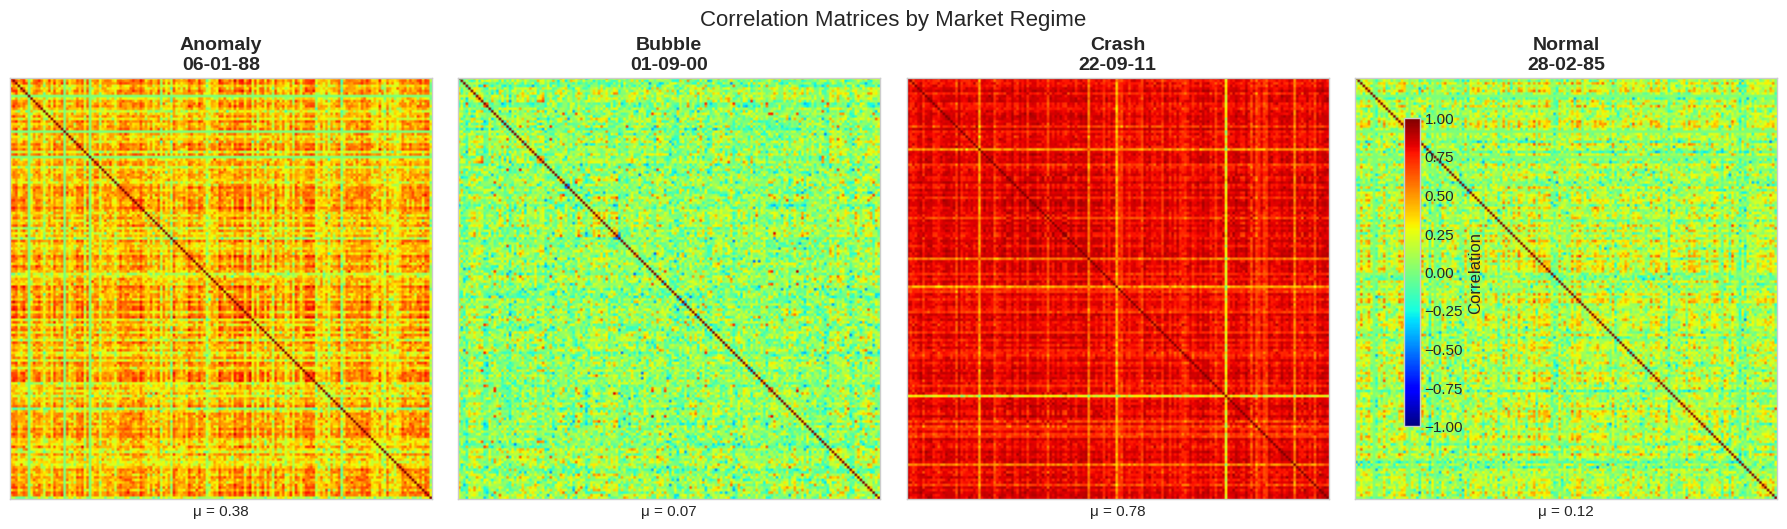 Correlation Matrices by Market Regime
Anomaly
06-01-88
Bubble
01-09-00
Crash
22-09-11
Normal
28-02-85
1.00
0.75
0.50
0.25
0.00
−0.25
−0.50
−0.75
−1.00
Correlation
μ = 0.38
μ = 0.07
μ = 0.78
μ = 0.12